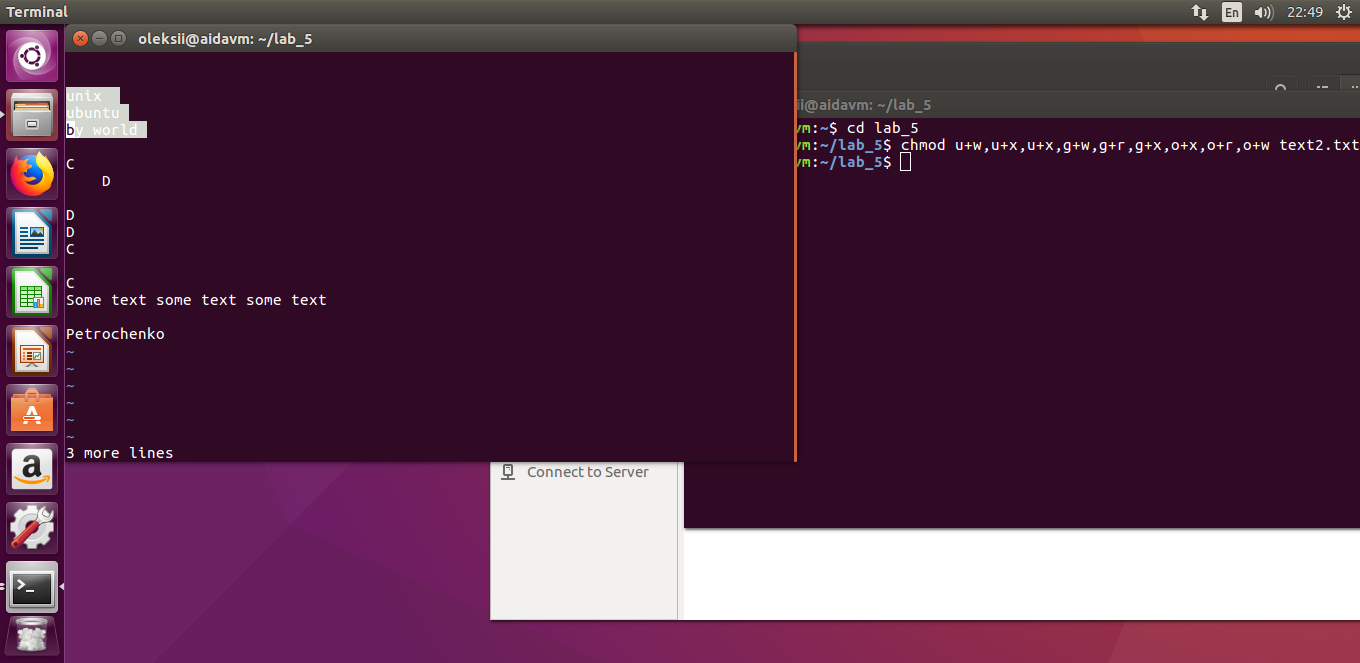 Terminal
En
22:49
oleksii@aidavm: ~/lab_5
unix
ubuntu
by world
C
D
D
D
C
C
Some text some text some text
Petrochenko
~
~
~
~
~
~
3 more lines
ii@aidavm: ~/lab_5
vm:~$ cd lab_5
vm:~/lab_5$ chmod u+w,u+x,u+x,g+w,g+r,g+x,o+x,o+r,o+w text2.txt
vm:~/lab_5$
Connect to Server